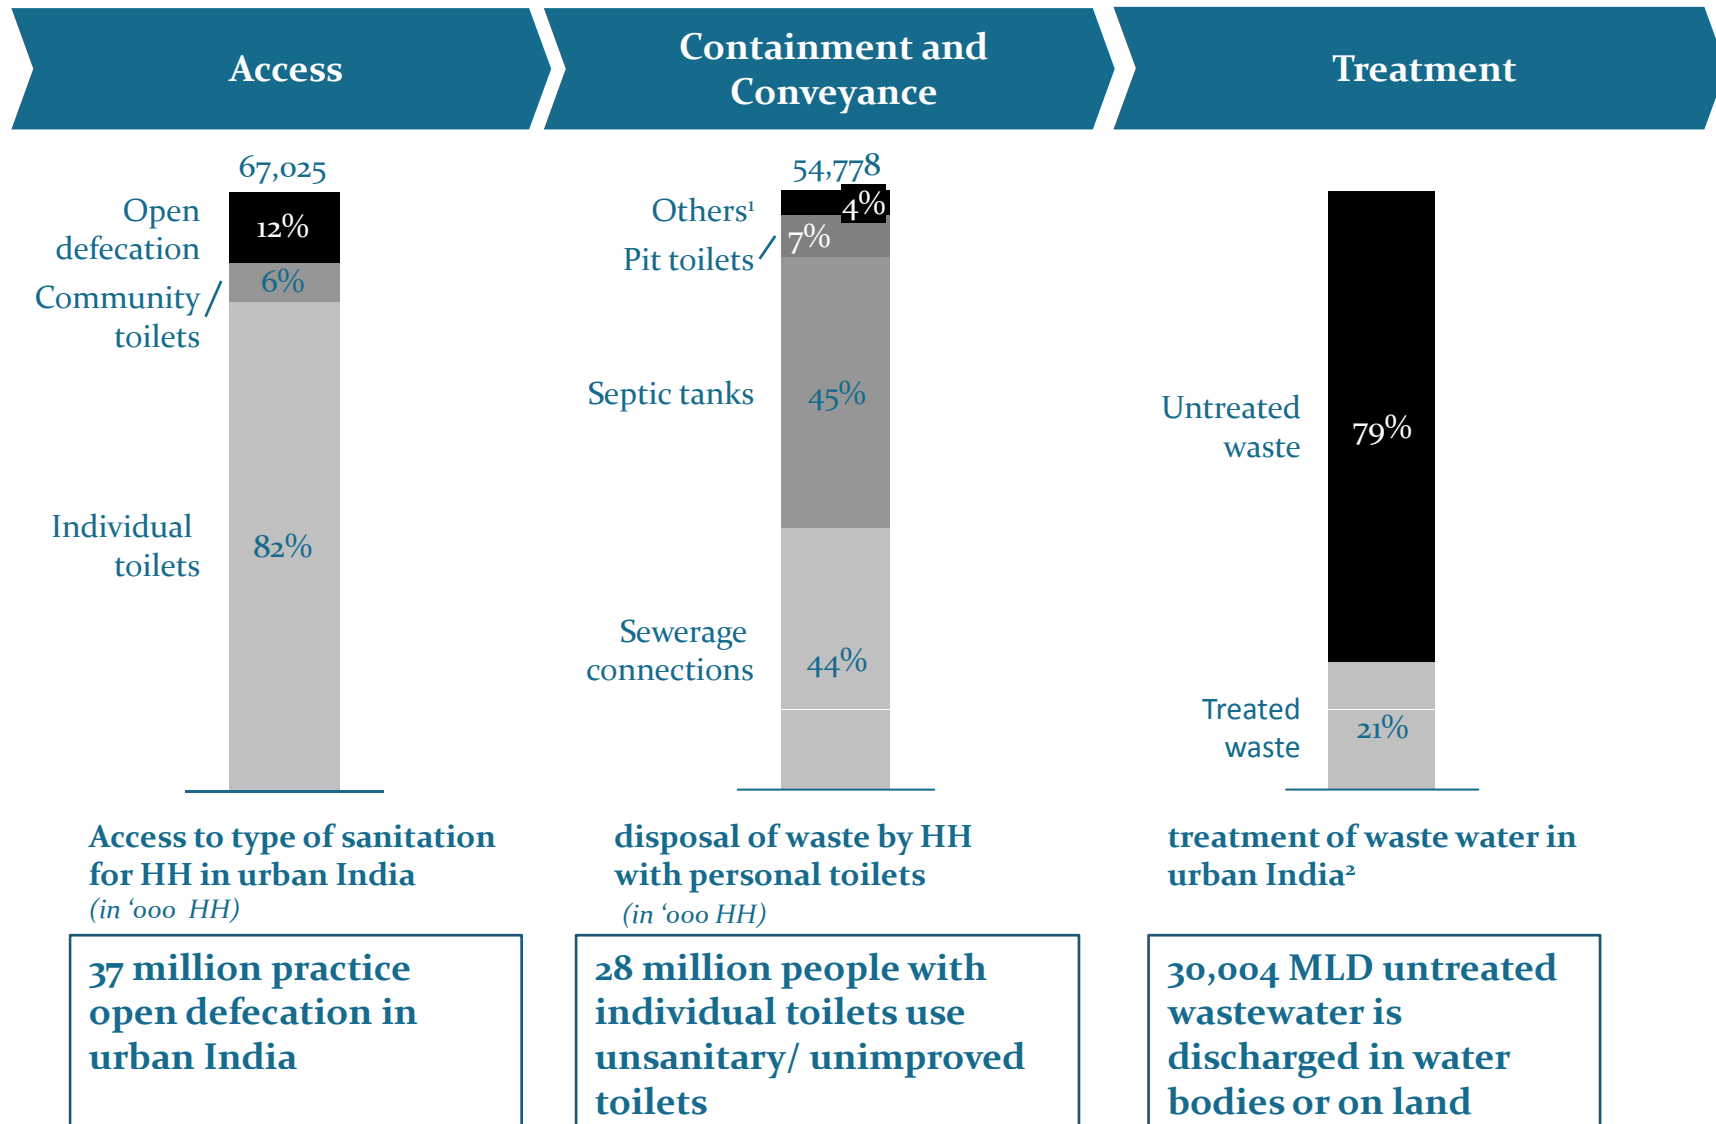 Access
Containment and
Conveyance
Treatment
67,025
Open
defecation
12%
Community
toilets
6%
Individual
toilets
82%
54,778
Others¹
4%
Pit toilets
7%
Septic tanks
45%
Sewerage
connections
44%
Untreated
waste
79%
Treated
waste
21%
Access to type of sanitation
for HH in urban India
(in ‘000 HH)
disposal of waste by HH
with personal toilets
(in ‘000 HH)
treatment of waste water in
urban India²
37 million practice
open defecation in
urban India
28 million people with
individual toilets use
unsanitary/ unimproved
toilets
30,004 MLD untreated
wastewater is
discharged in water
bodies or on land